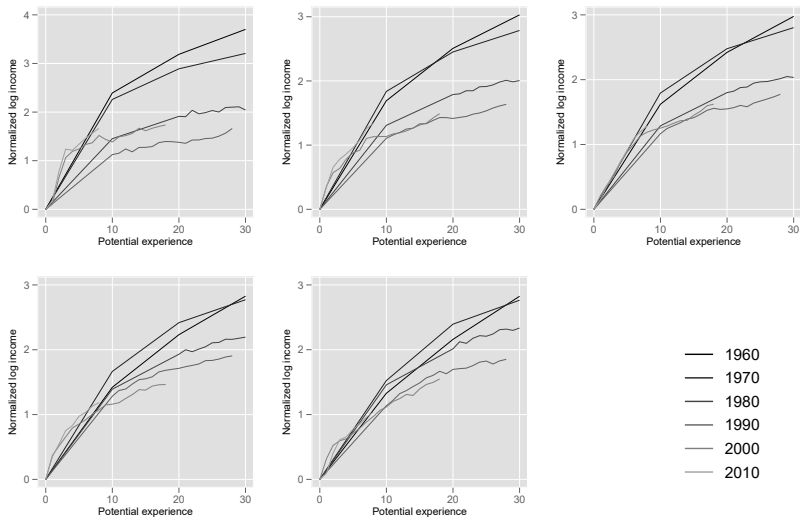 4
3
2
1
0
Normalized log income
0 10 20 30
Potential experience
3
2
1
0
Normalized log income
0 10 20 30
Potential experience
3
2
1
0
Normalized log income
0 10 20 30
Potential experience
3
2
1
0
Normalized log income
0 10 20 30
Potential experience
3
2
1
0
Normalized log income
0 10 20 30
Potential experience
1960
1970
1980
1990
2000
2010